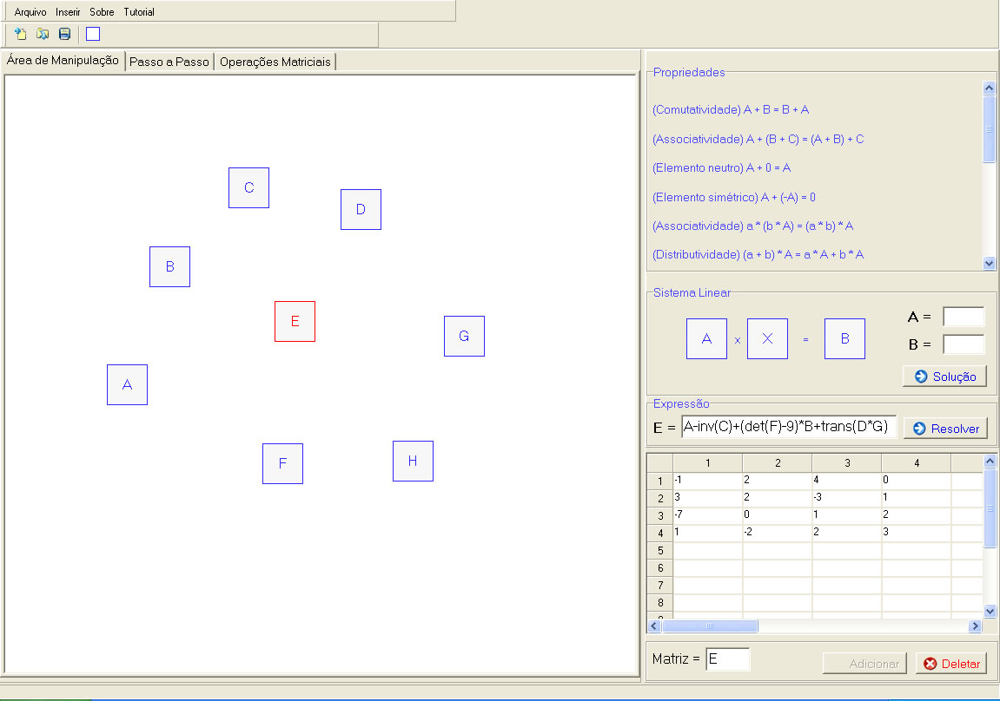 Arquivo Inserir Sobre Tutorial
Área de Manipulação Passo a Passo Operações Matriciais
C
D
B
E
G
A
F
H
Propriedades
(Comutatividade) A + B = B + A
(Associatividade) A + (B + C) = (A + B) + C
(Elemento neutro) A + 0 = A
(Elemento simétrico) A + (-A) = 0
(Associatividade) a * (b * A) = (a * b) * A
(Distributividade) (a + b) * A = a * A + b * A
Sistema Linear
A x X = B
A =
B =
Solução
Expressão
E = A-inv(C)+(det(F)-9)*B+trans(D*G) Resolver
1 2 3 4
1 -1 2 4 0
2 3 2 -3 1
3 -7 0 1 2
4 1 -2 2 3
5
6
7
8
Matriz = E Adicionar Deletar